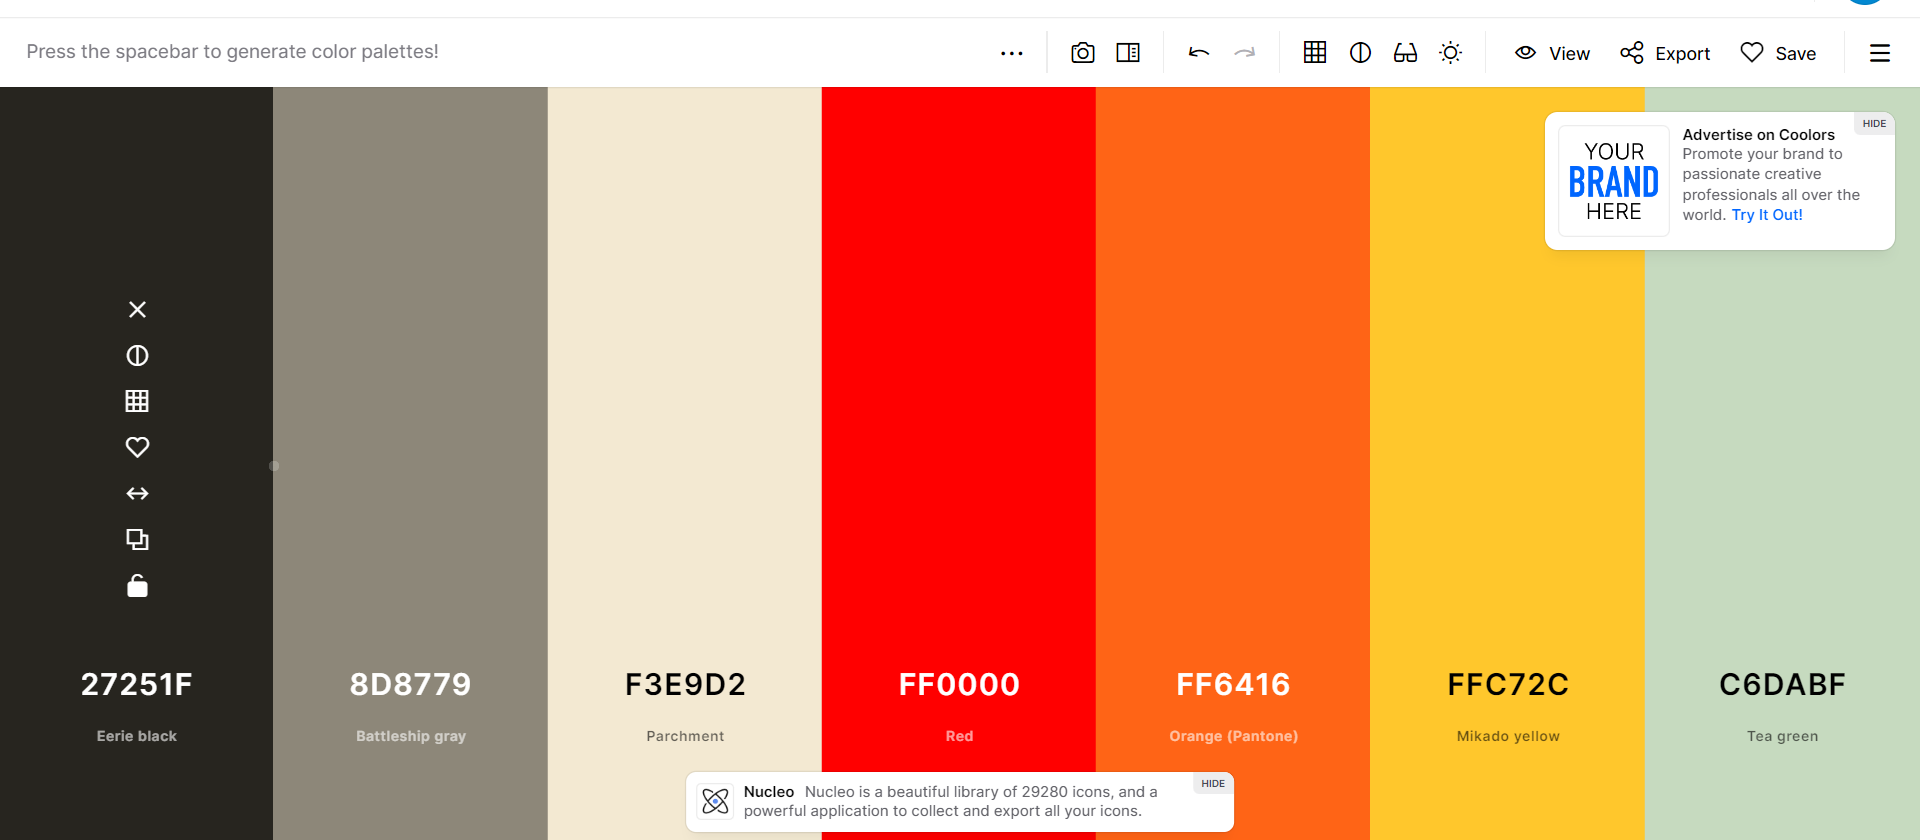 Press the spacebar to generate color palettes!
View
Export
Save
HIDE
YOUR
BRAND
HERE
Advertise on Coolors
Promote your brand to
passionate creative
professionals all over the
world. Try It Out!
27251F
Eerie black
8D8779
Battleship gray
F3E9D2
Parchment
FF0000
Red
FF6416
Orange (Pantone)
FFC72C
Mikado yellow
C6DABF
Tea green
HIDE
Nucleo Nucleo is a beautiful library of 29280 icons, and a
powerful application to collect and export all your icons.